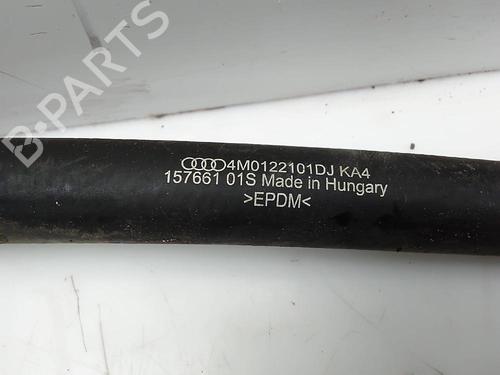 4M0122101DJ KA4
157661 01S Made in Hungary
>EPDM<
B-PARTS